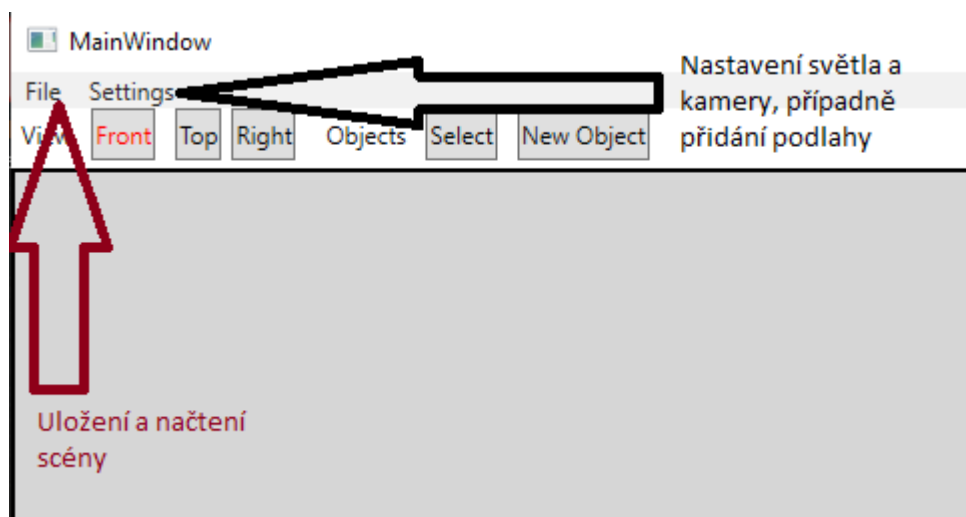 MainWindow
Nastavení světla a
kamery, případně
přidání podlahy
File Settings
View Front Top Right Objects Select New Object
Uložení a načtení
scény